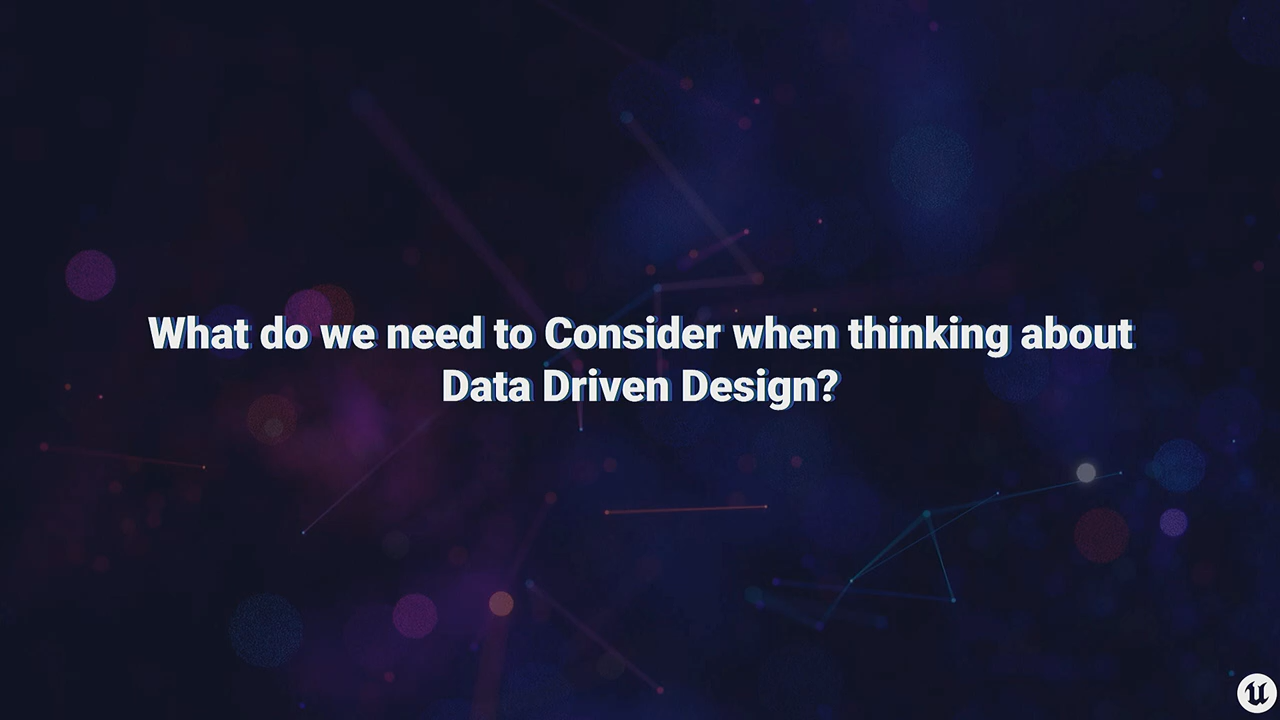 What do we need to Consider when thinking about
Data Driven Design?